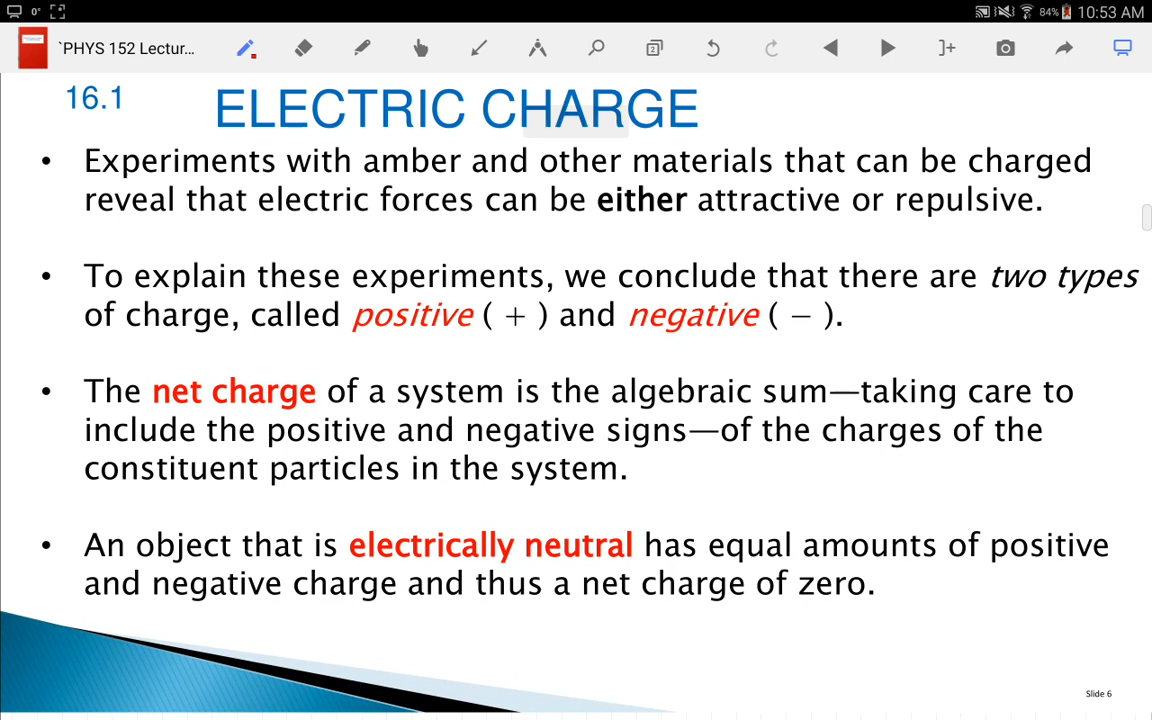 0° 84% 10:53 AM
`PHYS 152 Lectur... 2
16.1 ELECTRIC CHARGE
• Experiments with amber and other materials that can be charged
reveal that electric forces can be either attractive or repulsive.
• To explain these experiments, we conclude that there are two types
of charge, called positive ( + ) and negative ( − ).
• The net charge of a system is the algebraic sum—taking care to
include the positive and negative signs—of the charges of the
constituent particles in the system.
• An object that is electrically neutral has equal amounts of positive
and negative charge and thus a net charge of zero.
Slide 6